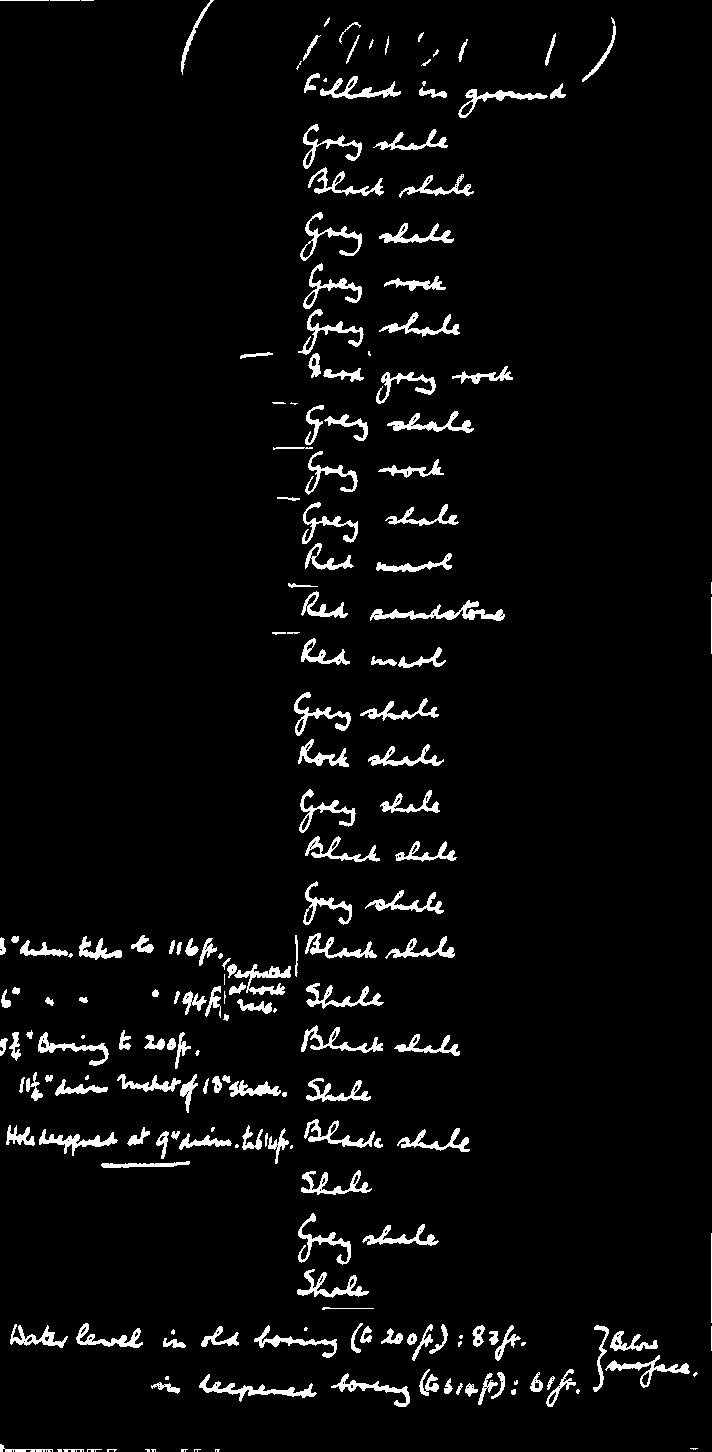 Filled in ground
Grey shale
Black shale
Grey shale
Grey rock
Grey shale
Hard grey rock
Grey shale
Grey rock
Grey shale
Red marl
Red sandstone
Red marl
Grey shale
Rock shale
Grey shale
Black shale
Grey shale
8" diam. tubes to 116 ft.
Black shale
6" " " " 194 ft.
Perforated at rock beds.
Shale
5¾" Boring to 200 ft.
Black shale
11¼" diam bucket of 18" stroke.
Shale
Hole deepened at 9" diam. to 614 ft.
Black shale
Shale
Grey shale
Shale
Water level in old boring (to 200 ft.) : 83 ft.
in deepened boring (to 614 ft) : 61 ft.
Below surface.